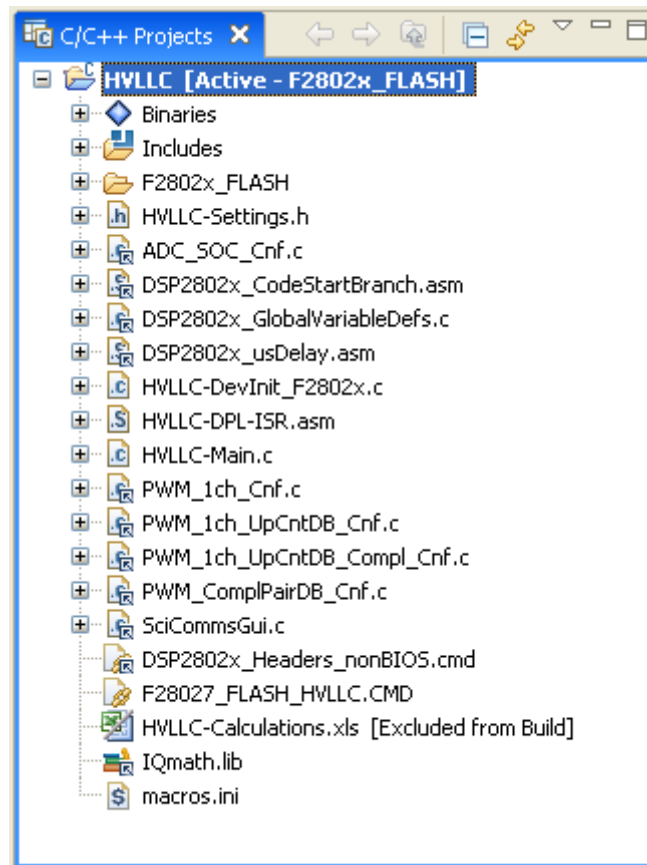 C/C++ Projects
HVLLC [Active - F2802x_FLASH]
Binaries
Includes
F2802x_FLASH
HVLLC-Settings.h
ADC_SOC_Cnf.c
DSP2802x_CodeStartBranch.asm
DSP2802x_GlobalVariableDefs.c
DSP2802x_usDelay.asm
HVLLC-DevInit_F2802x.c
HVLLC-DPL-ISR.asm
HVLLC-Main.c
PWM_1ch_Cnf.c
PWM_1ch_UpCntDB_Cnf.c
PWM_1ch_UpCntDB_Compl_Cnf.c
PWM_ComplPairDB_Cnf.c
SciCommsGui.c
DSP2802x_Headers_nonBIOS.cmd
F28027_FLASH_HVLLC.CMD
HVLLC-Calculations.xls [Excluded from Build]
IQmath.lib
macros.ini